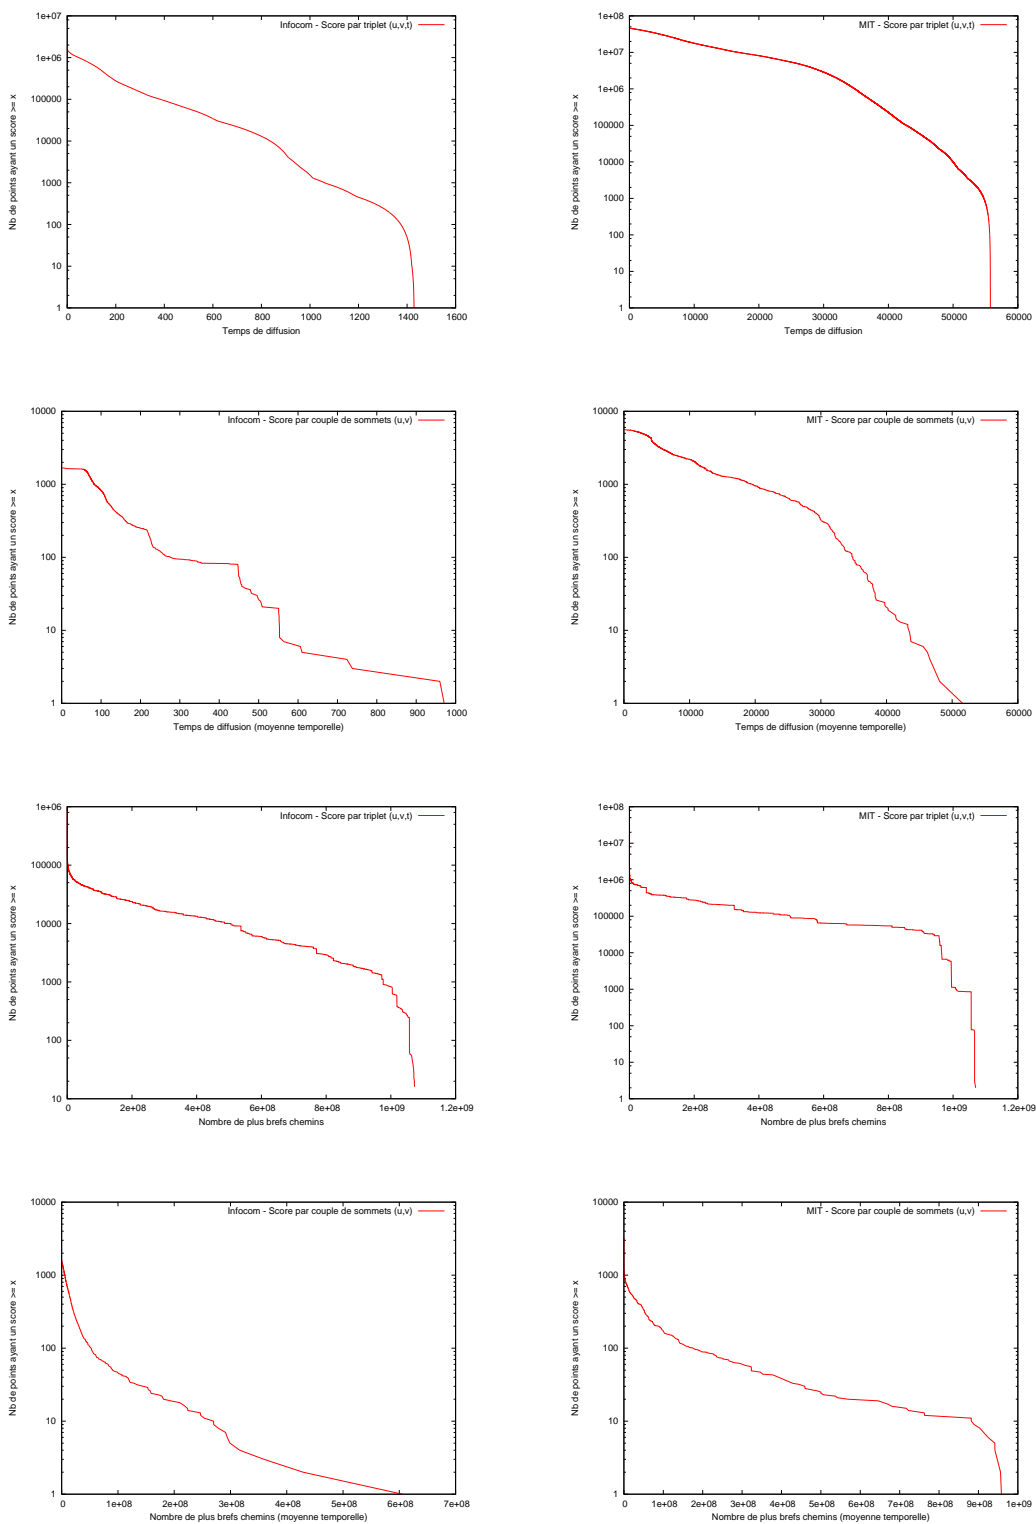 Infocom - Score par triplet (u,v,t)
Nb de points ayant un score >= x
1e+07
1e+06
100000
10000
1000
100
10
1
0 200 400 600 800 1000 1200 1400 1600
Temps de diffusion
MIT - Score par triplet (u,v,t)
Nb de points ayant un score >= x
1e+08
1e+07
1e+06
100000
10000
1000
100
10
1
0 10000 20000 30000 40000 50000 60000
Temps de diffusion
Infocom - Score par couple de sommets (u,v)
Nb de points ayant un score >= x
10000
1000
100
10
1
0 100 200 300 400 500 600 700 800 900 1000
Temps de diffusion (moyenne temporelle)
MIT - Score par couple de sommets (u,v)
Nb de points ayant un score >= x
10000
1000
100
10
1
0 10000 20000 30000 40000 50000 60000
Temps de diffusion (moyenne temporelle)
Infocom - Score par triplet (u,v,t)
Nb de points ayant un score >= x
1e+06
100000
10000
1000
100
10
0 2e+08 4e+08 6e+08 8e+08 1e+09 1.2e+09
Nombre de plus brefs chemins
MIT - Score par triplet (u,v,t)
Nb de points ayant un score >= x
1e+08
1e+07
1e+06
100000
10000
1000
100
10
1
0 2e+08 4e+08 6e+08 8e+08 1e+09 1.2e+09
Nombre de plus brefs chemins
Infocom - Score par couple de sommets (u,v)
Nb de points ayant un score >= x
10000
1000
100
10
1
0 1e+08 2e+08 3e+08 4e+08 5e+08 6e+08 7e+08
Nombre de plus brefs chemins (moyenne temporelle)
MIT - Score par couple de sommets (u,v)
Nb de points ayant un score >= x
10000
1000
100
10
1
0 1e+08 2e+08 3e+08 4e+08 5e+08 6e+08 7e+08 8e+08 9e+08 1e+09
Nombre de plus brefs chemins (moyenne temporelle)